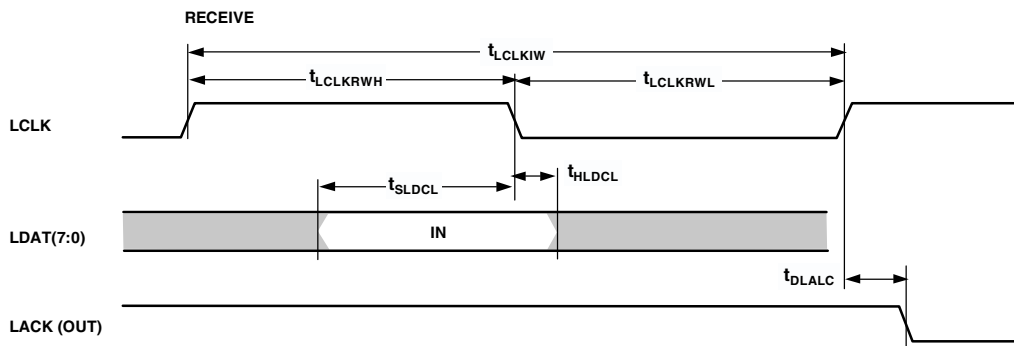 RECEIVE
tLCLKIW
tLCLKRWH
tLCLKRWL
LCLK
tHLDCL
tSLDCL
LDAT(7:0)
IN
tDLALC
LACK (OUT)